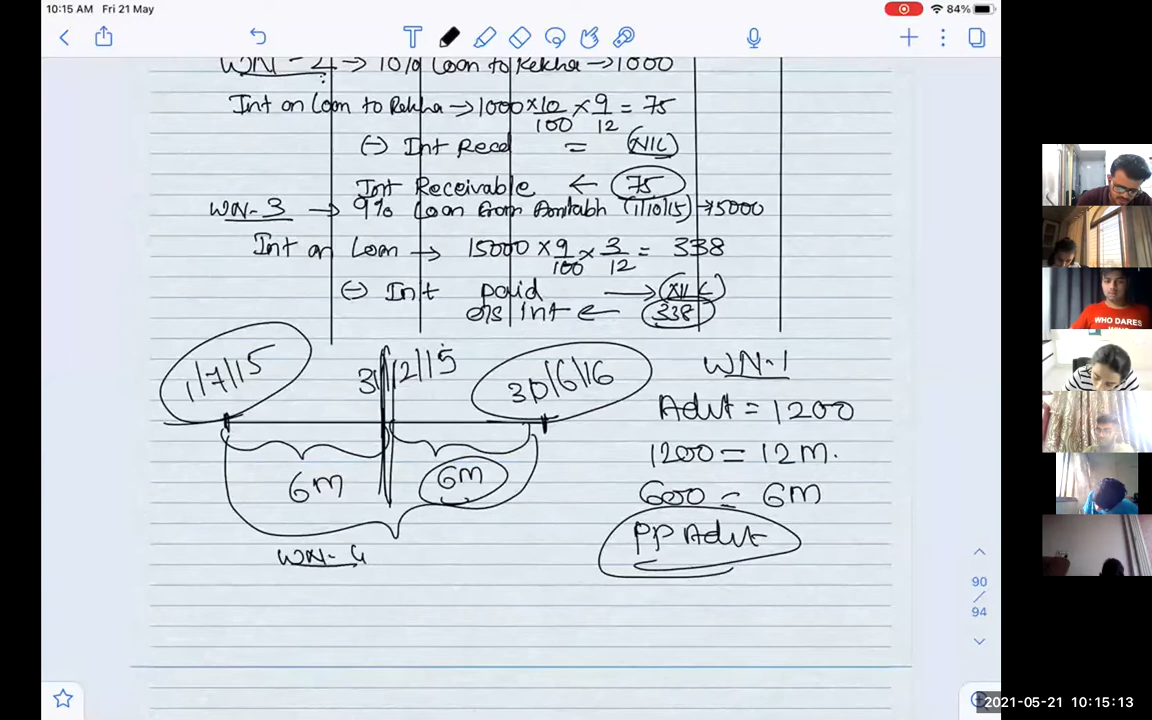 10:15 AM Fri 21 May
84%
→ 10% Loan to Rekha → 1000
Int on Loan to Rekha → 1000 × 10/100 × 9/12 = 75
(-) Int Recd = (NIL)
Int Receivable ← 75
WN-3 → 9% Loan from Amitabh (1/10/15) → 15000
Int on Loan → 15000 × 9/100 × 3/12 = 338
(-) Int paid → (NIL)
o/s Int ← 338
1/7/15 31/12/15 30/6/16
6m 6m
WN-4
WN-1
Advt = 1200
1200 = 12M.
600 = 6M
PP Advt
90
/
94
WHO DARES
2021-05-21 10:15:13